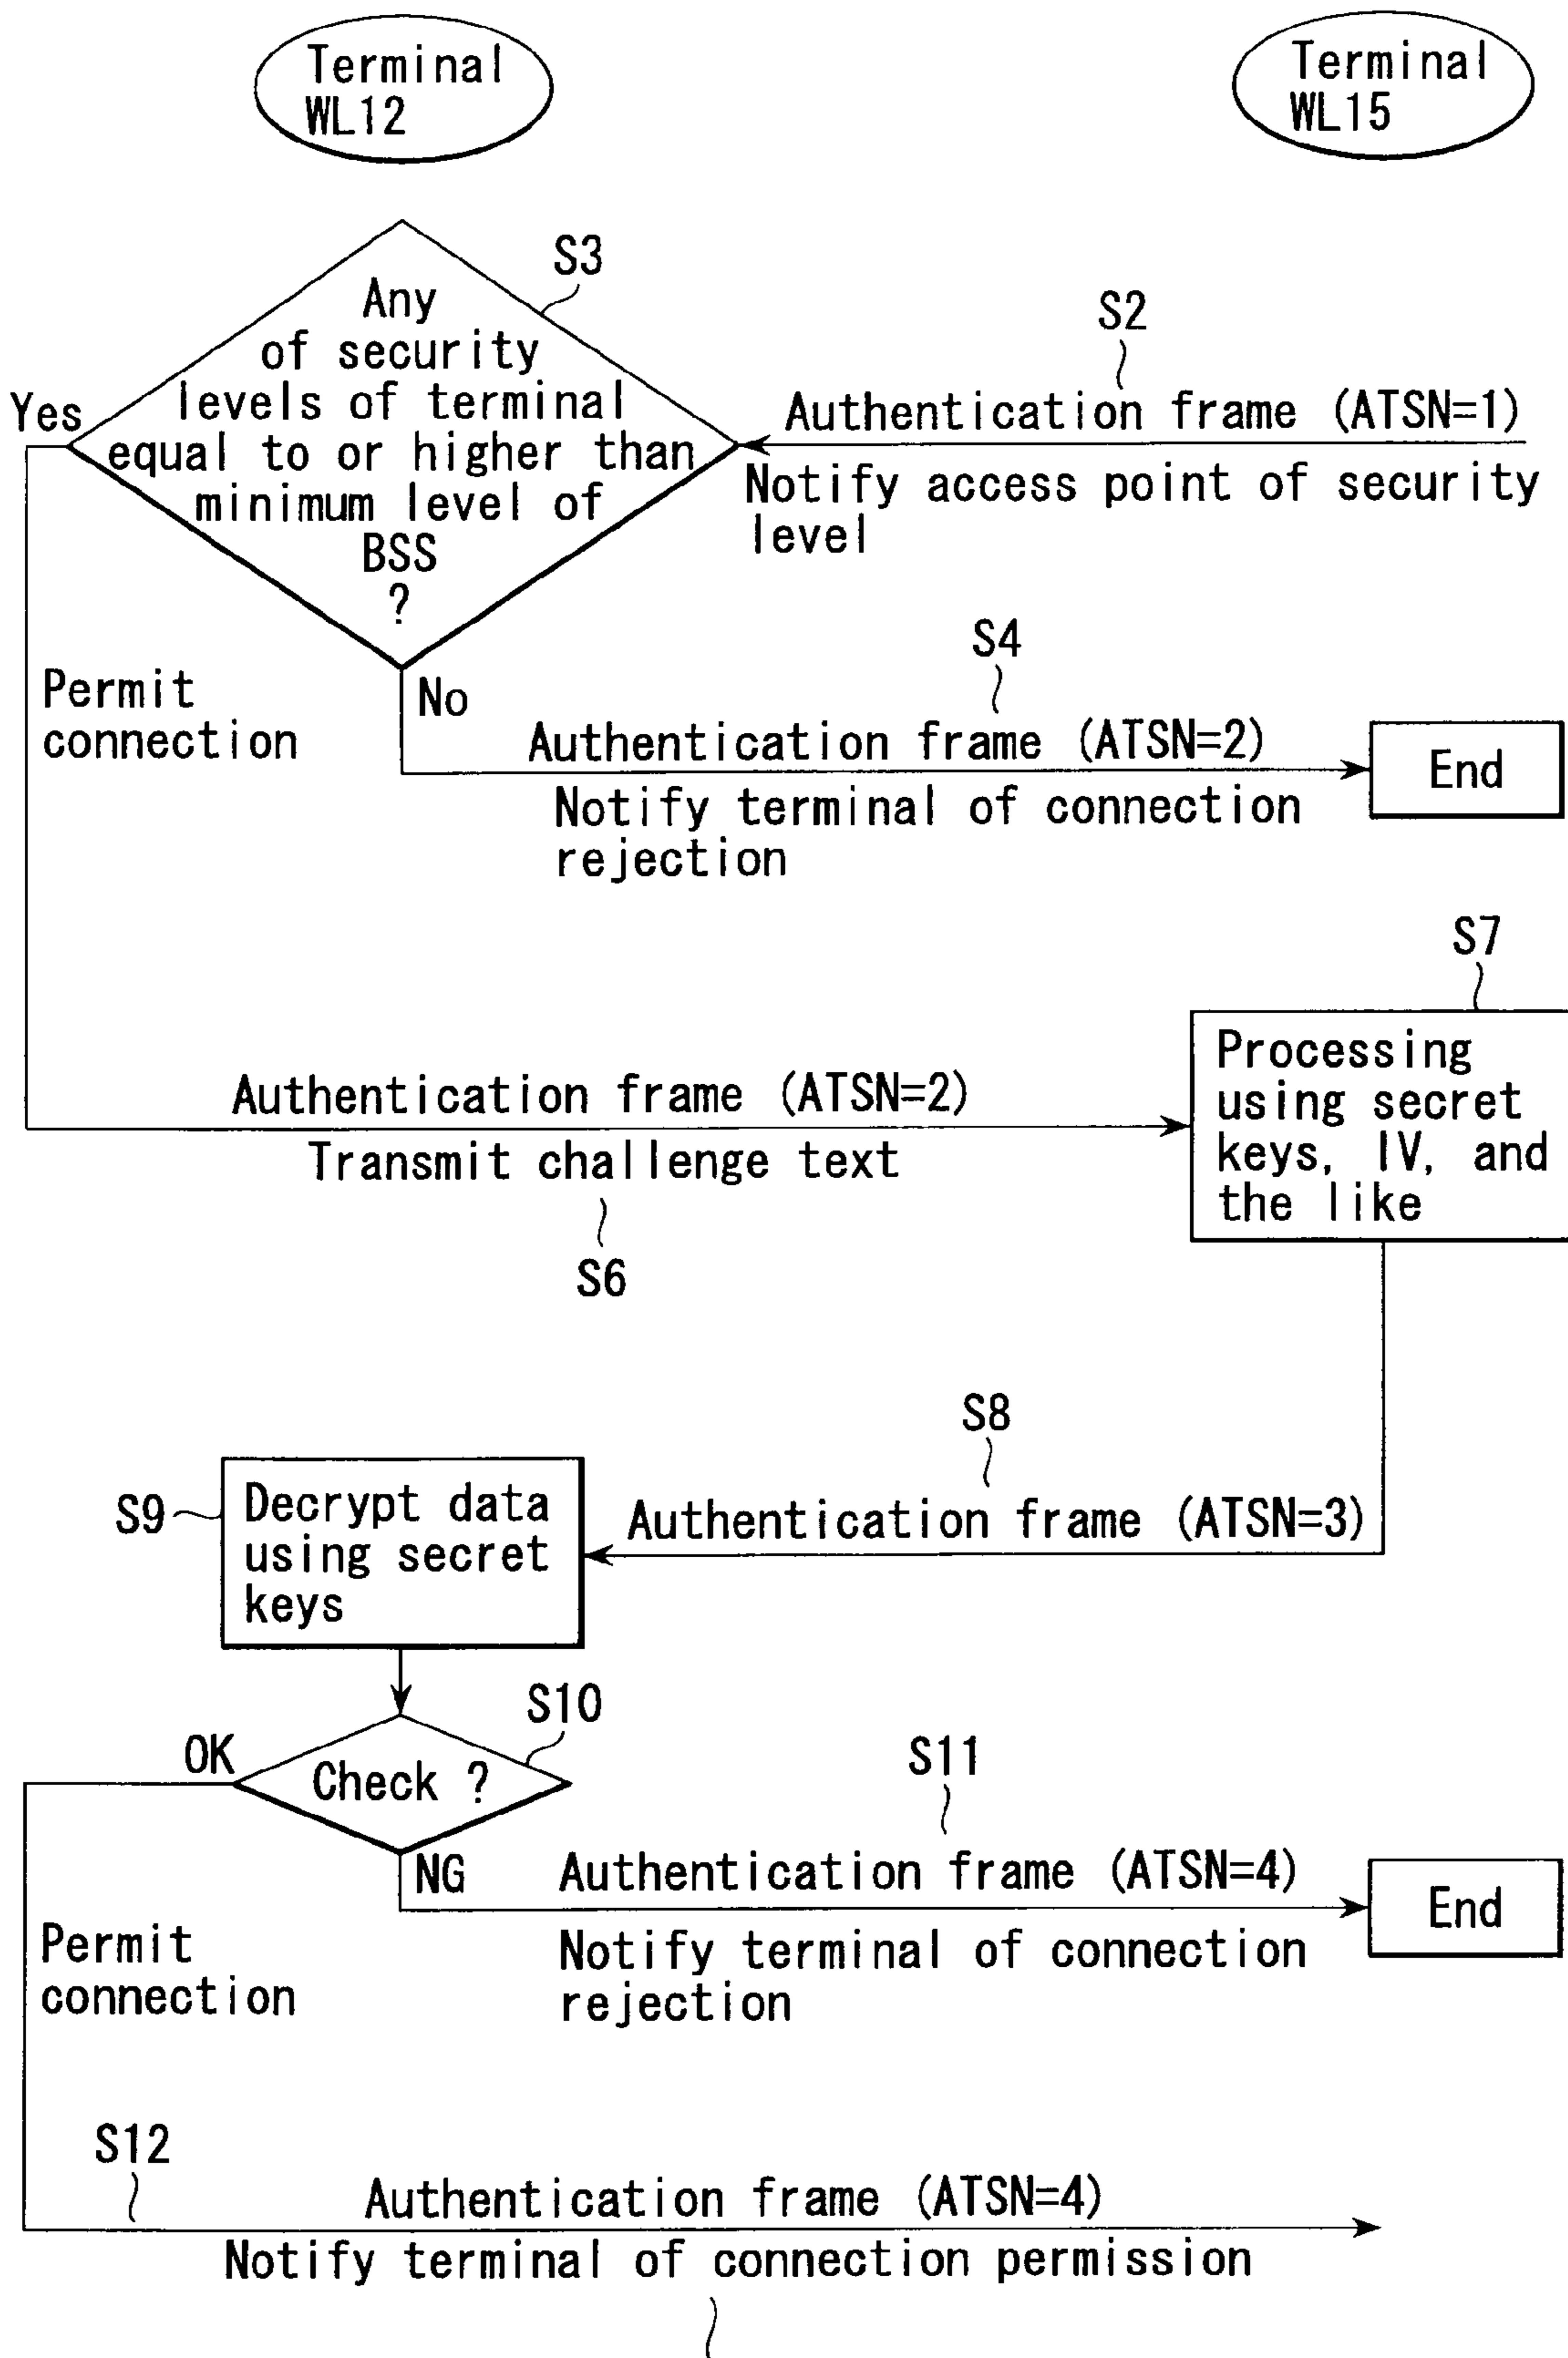 Terminal
WL12
Terminal
WL15
S3
Any
of security
levels of terminal
equal to or higher than
minimum level of
BSS
?
Yes
S2
Authentication frame (ATSN=1)
Notify access point of security
level
Permit
connection
No
S4
Authentication frame (ATSN=2)
Notify terminal of connection
rejection
End
S7
Processing
using secret
keys, IV, and
the like
Authentication frame (ATSN=2)
Transmit challenge text
S6
S8
Authentication frame (ATSN=3)
S9
Decrypt data
using secret
keys
S10
OK
Check ?
S11
NG
Authentication frame (ATSN=4)
Notify terminal of connection
rejection
End
Permit
connection
S12
Authentication frame (ATSN=4)
Notify terminal of connection permission